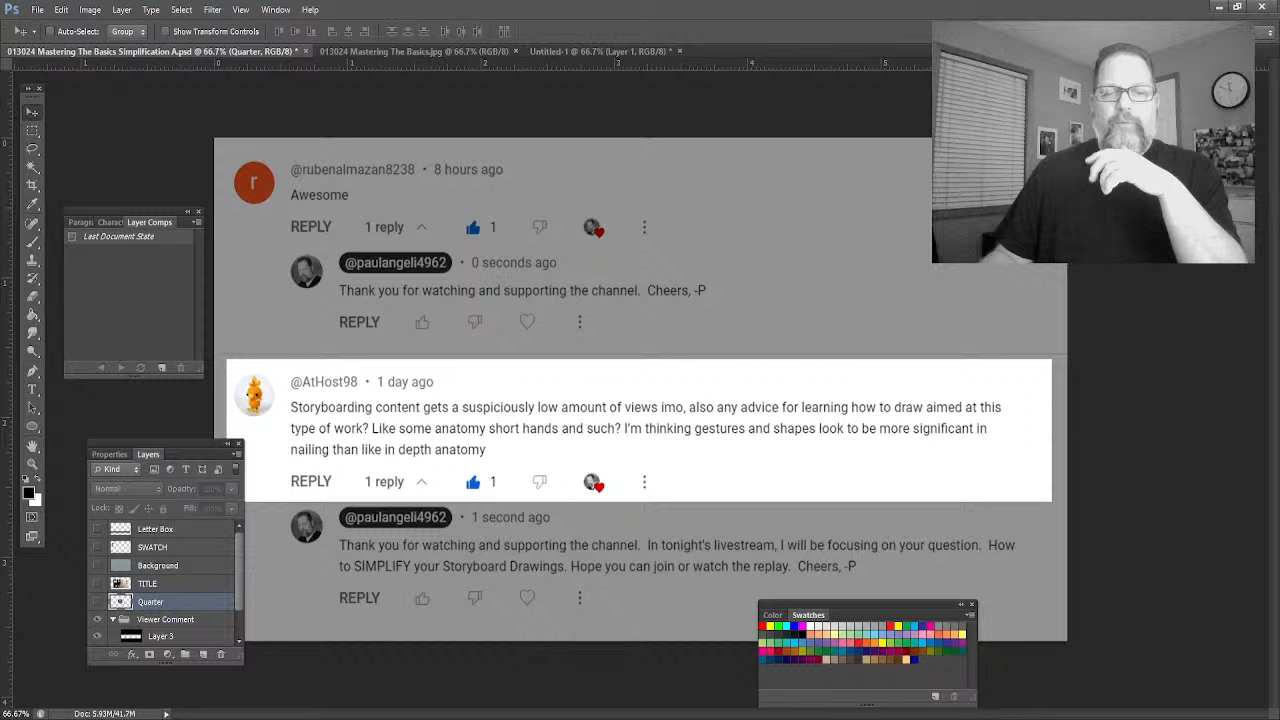 Ps File Edit Image Layer Type Select Filter View Window Help
Auto-Select: Group Show Transform Controls
013024 Mastering The Basics Simplification A.psd @ 66.7% (Quarter, RGB/8) * × 013024 Mastering The Basics.jpg @ 66.7% (RGB/8) × Untitled-1 @ 66.7% (Layer 1, RGB/8) * ×
1 0 1 2 3 4 5
r @rubenalmazan8238 • 8 hours ago
Awesome
REPLY 1 reply 1
@paulangeli4962 • 0 seconds ago
Thank you for watching and supporting the channel. Cheers, -P
REPLY
Paragr Charact Layer Comps
Last Document State
@AtHost98 • 1 day ago
Storyboarding content gets a suspiciously low amount of views imo, also any advice for learning how to draw aimed at this
type of work? Like some anatomy short hands and such? I'm thinking gestures and shapes look to be more significant in
nailing than like in depth anatomy
REPLY 1 reply 1
@paulangeli4962 • 1 second ago
Thank you for watching and supporting the channel. In tonight's livestream, I will be focusing on your question. How
to SIMPLIFY your Storyboard Drawings. Hope you can join or watch the replay. Cheers, -P
REPLY
Properties Layers
Kind
Normal Opacity: 100%
Lock: Fill: 100%
Letter Box
SWATCH
Background
TITLE
Quarter
Viewer Comment
Layer 3
Color Swatches
66.67% Doc: 5.93M/41.7M